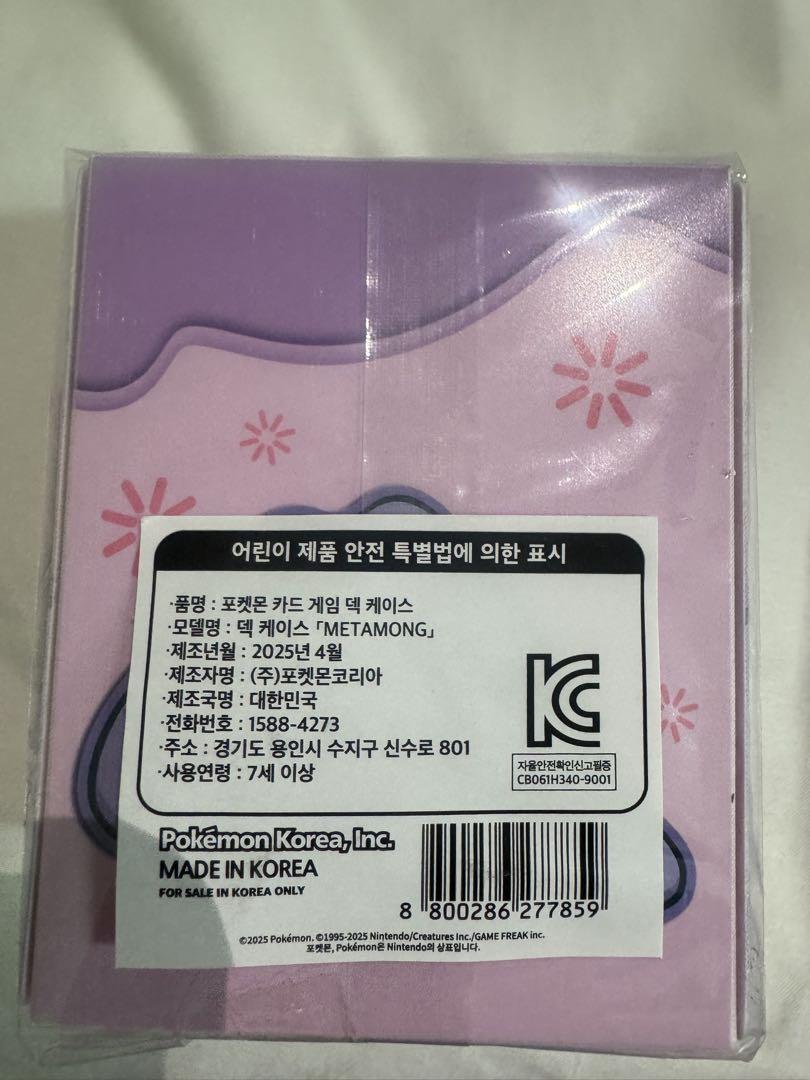 어린이 제품 안전 특별법에 의한 표시
·품명 : 포켓몬 카드 게임 덱 케이스
·모델명 : 덱 케이스 「METAMONG」
·제조년월 : 2025년 4월
·제조자명 : (주)포켓몬코리아
·제조국명 : 대한민국
·전화번호 : 1588-4273
·주소 : 경기도 용인시 수지구 신수로 801
·사용연령 : 7세 이상
KC
자율안전확인신고필증
CB061H340-9001
Pokémon Korea, Inc.
MADE IN KOREA
FOR SALE IN KOREA ONLY
8 800286 277859
©2025 Pokémon. ©1995-2025 Nintendo/Creatures Inc./GAME FREAK inc.
포켓몬, Pokémon은 Nintendo의 상표입니다.